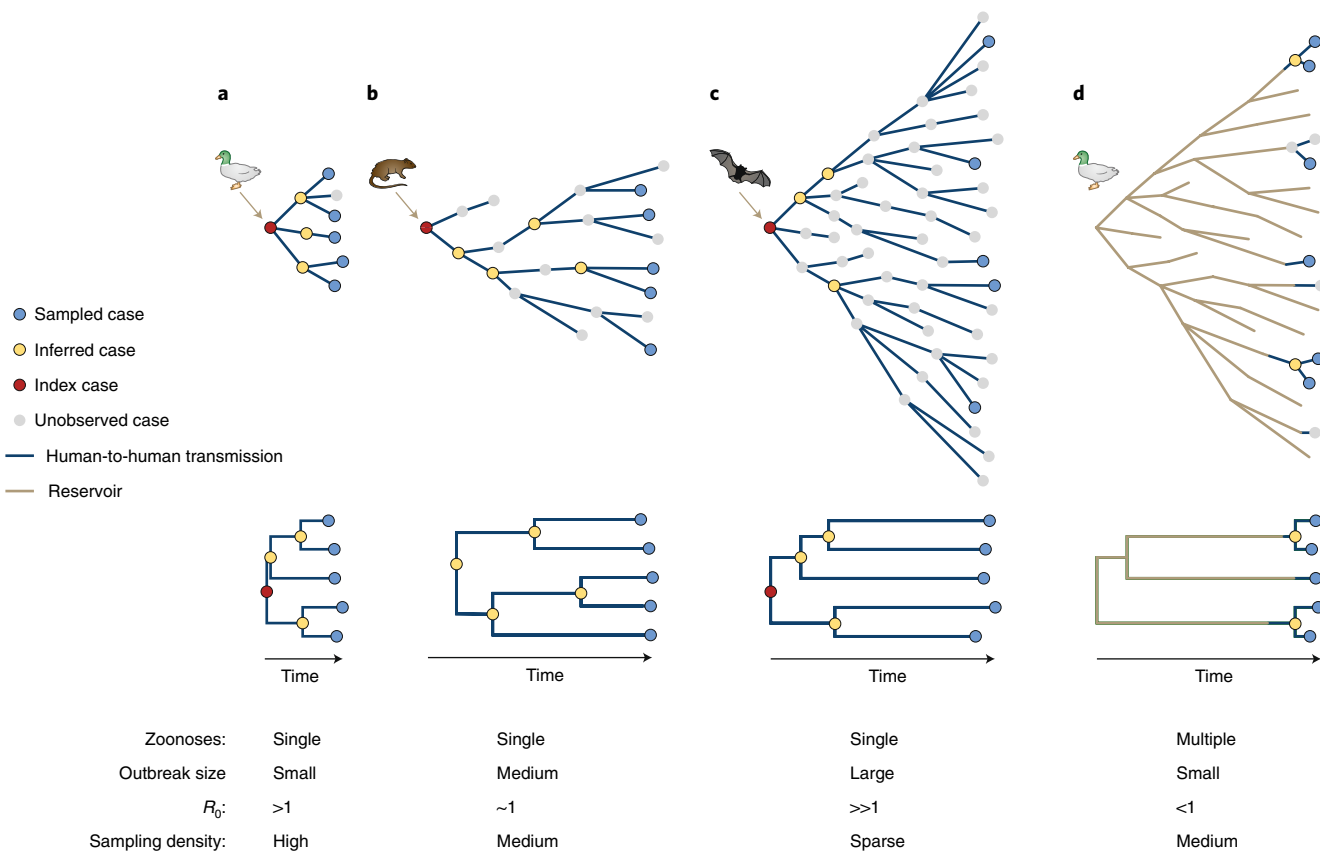 a
b
c
d
Sampled case
Inferred case
Index case
Unobserved case
Human-to-human transmission
Reservoir
Time
Time
Time
Time
Zoonoses: Single Single Single Multiple
Outbreak size Small Medium Large Small
R0: >1 ~1 >>1 <1
Sampling density: High Medium Sparse Medium